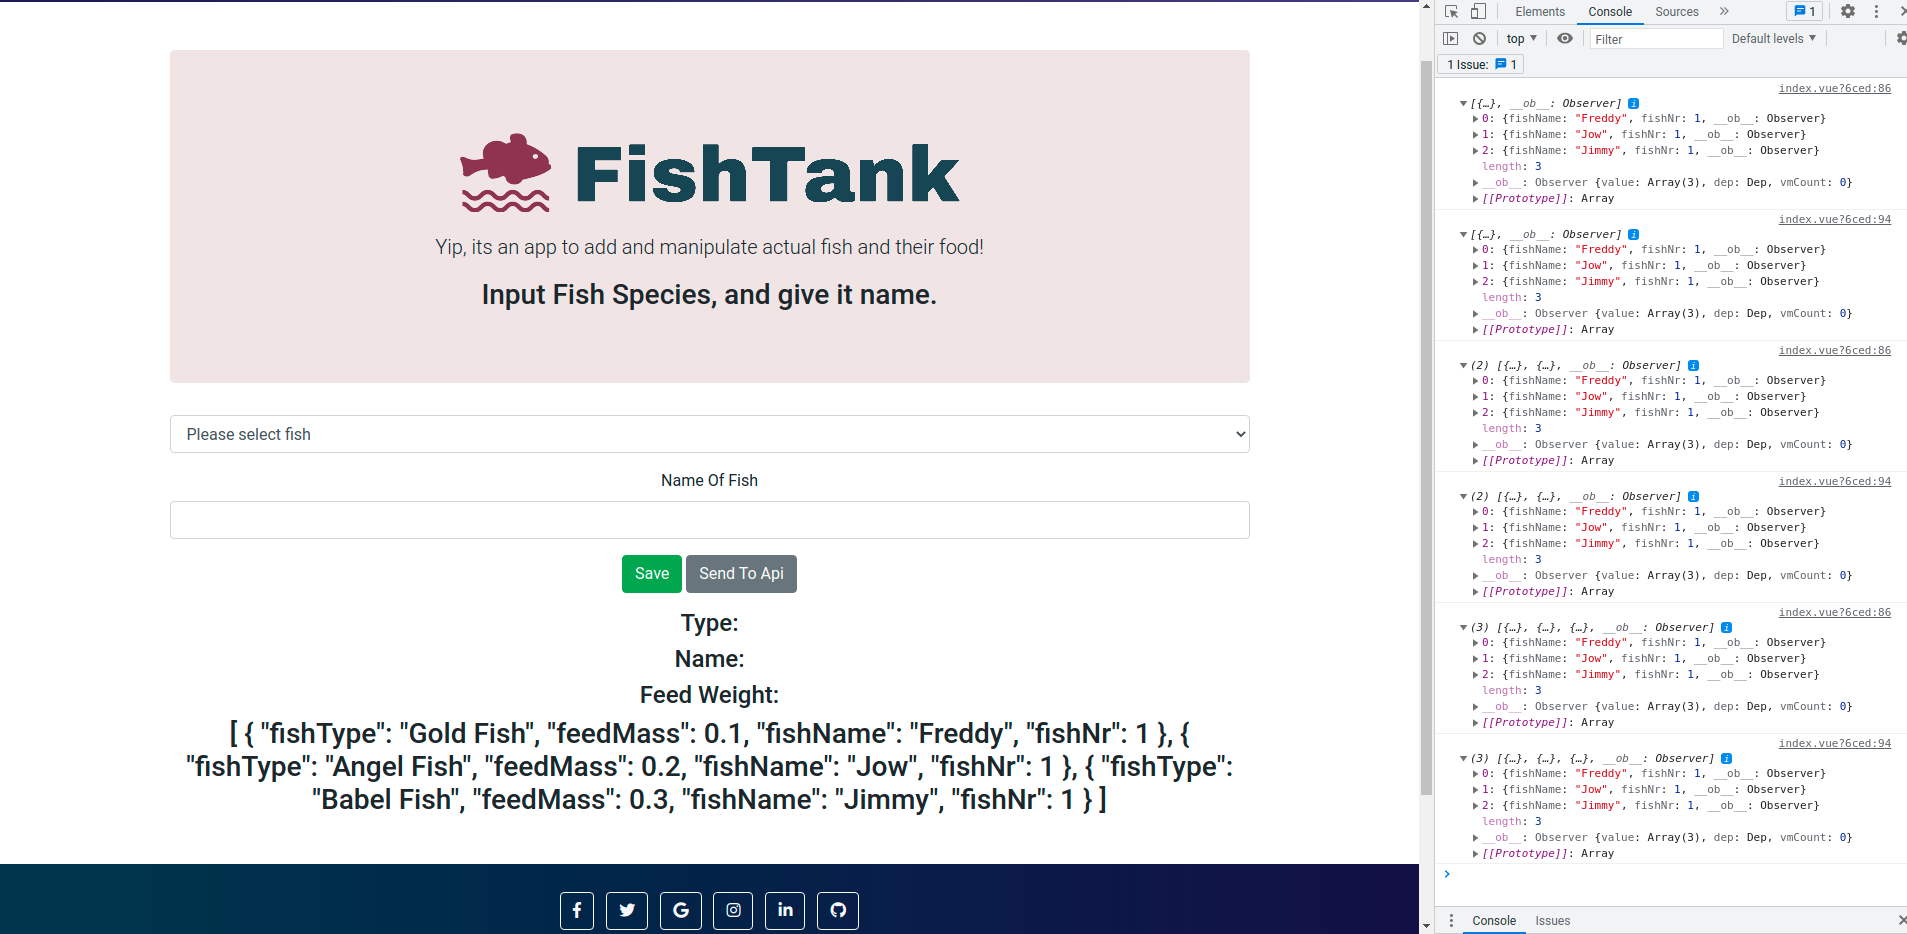 FishTank
Yip, its an app to add and manipulate actual fish and their food!
Input Fish Species, and give it name.
Please select fish
Name Of Fish
Save
Send To Api
Type:
Name:
Feed Weight:
[ { "fishType": "Gold Fish", "feedMass": 0.1, "fishName": "Freddy", "fishNr": 1 }, {
"fishType": "Angel Fish", "feedMass": 0.2, "fishName": "Jow", "fishNr": 1 }, { "fishType":
"Babel Fish", "feedMass": 0.3, "fishName": "Jimmy", "fishNr": 1 } ]
Elements
Console
Sources
1
top
Filter
Default levels
1 Issue: 1
index.vue?6ced:86
[{…}, __ob__: Observer]
0: {fishName: "Freddy", fishNr: 1, __ob__: Observer}
1: {fishName: "Jow", fishNr: 1, __ob__: Observer}
2: {fishName: "Jimmy", fishNr: 1, __ob__: Observer}
length: 3
__ob__: Observer {value: Array(3), dep: Dep, vmCount: 0}
[[Prototype]]: Array
index.vue?6ced:94
[{…}, __ob__: Observer]
0: {fishName: "Freddy", fishNr: 1, __ob__: Observer}
1: {fishName: "Jow", fishNr: 1, __ob__: Observer}
2: {fishName: "Jimmy", fishNr: 1, __ob__: Observer}
length: 3
__ob__: Observer {value: Array(3), dep: Dep, vmCount: 0}
[[Prototype]]: Array
index.vue?6ced:86
(2) [{…}, {…}, __ob__: Observer]
0: {fishName: "Freddy", fishNr: 1, __ob__: Observer}
1: {fishName: "Jow", fishNr: 1, __ob__: Observer}
2: {fishName: "Jimmy", fishNr: 1, __ob__: Observer}
length: 3
__ob__: Observer {value: Array(3), dep: Dep, vmCount: 0}
[[Prototype]]: Array
index.vue?6ced:94
(2) [{…}, {…}, __ob__: Observer]
0: {fishName: "Freddy", fishNr: 1, __ob__: Observer}
1: {fishName: "Jow", fishNr: 1, __ob__: Observer}
2: {fishName: "Jimmy", fishNr: 1, __ob__: Observer}
length: 3
__ob__: Observer {value: Array(3), dep: Dep, vmCount: 0}
[[Prototype]]: Array
index.vue?6ced:86
(3) [{…}, {…}, {…}, __ob__: Observer]
0: {fishName: "Freddy", fishNr: 1, __ob__: Observer}
1: {fishName: "Jow", fishNr: 1, __ob__: Observer}
2: {fishName: "Jimmy", fishNr: 1, __ob__: Observer}
length: 3
__ob__: Observer {value: Array(3), dep: Dep, vmCount: 0}
[[Prototype]]: Array
index.vue?6ced:94
(3) [{…}, {…}, {…}, __ob__: Observer]
0: {fishName: "Freddy", fishNr: 1, __ob__: Observer}
1: {fishName: "Jow", fishNr: 1, __ob__: Observer}
2: {fishName: "Jimmy", fishNr: 1, __ob__: Observer}
length: 3
__ob__: Observer {value: Array(3), dep: Dep, vmCount: 0}
[[Prototype]]: Array
Console
Issues